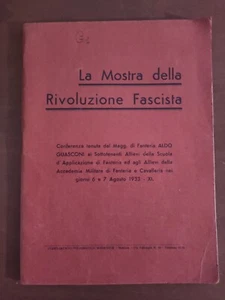 La Mostra della
Rivoluzione Fascista
Conferenza tenuta dal Magg. di Fanteria ALDO
GUASCONI ai Sottotenenti Allievi della Scuola
d'Applicazione di Fanteria ed agli Allievi della
Accademia Militare di Fanteria e Cavalleria nei
giorni 6 e 7 Agosto 1933 - XI.